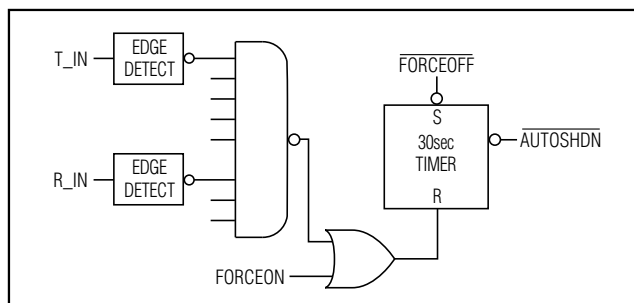 T_IN
EDGE
DETECT
R_IN
EDGE
DETECT
FORCEON
FORCEOFF
S
30sec
TIMER
R
AUTOSHDN